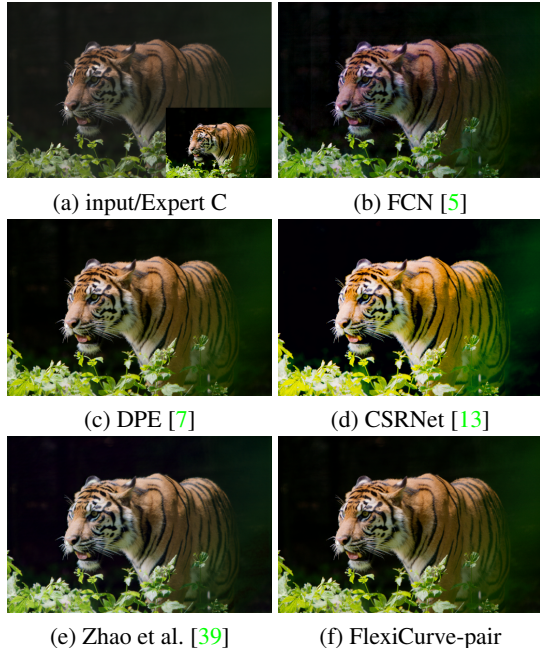 (a) input/Expert C
(b) FCN [5]
(c) DPE [7]
(d) CSRNet [13]
(e) Zhao et al. [39]
(f) FlexiCurve-pair